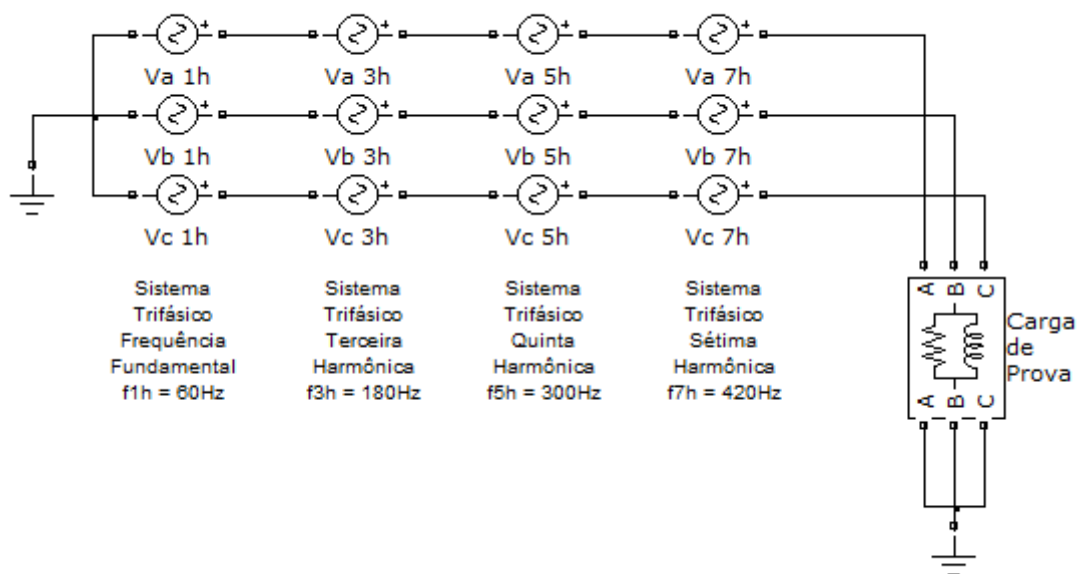 Va 1h Va 3h Va 5h Va 7h
Vb 1h Vb 3h Vb 5h Vb 7h
Vc 1h Vc 3h Vc 5h Vc 7h
Sistema
Trifásico
Frequência
Fundamental
f1h = 60Hz
Sistema
Trifásico
Terceira
Harmônica
f3h = 180Hz
Sistema
Trifásico
Quinta
Harmônica
f5h = 300Hz
Sistema
Trifásico
Sétima
Harmônica
f7h = 420Hz
A B C
Carga
de
Prova
A B C